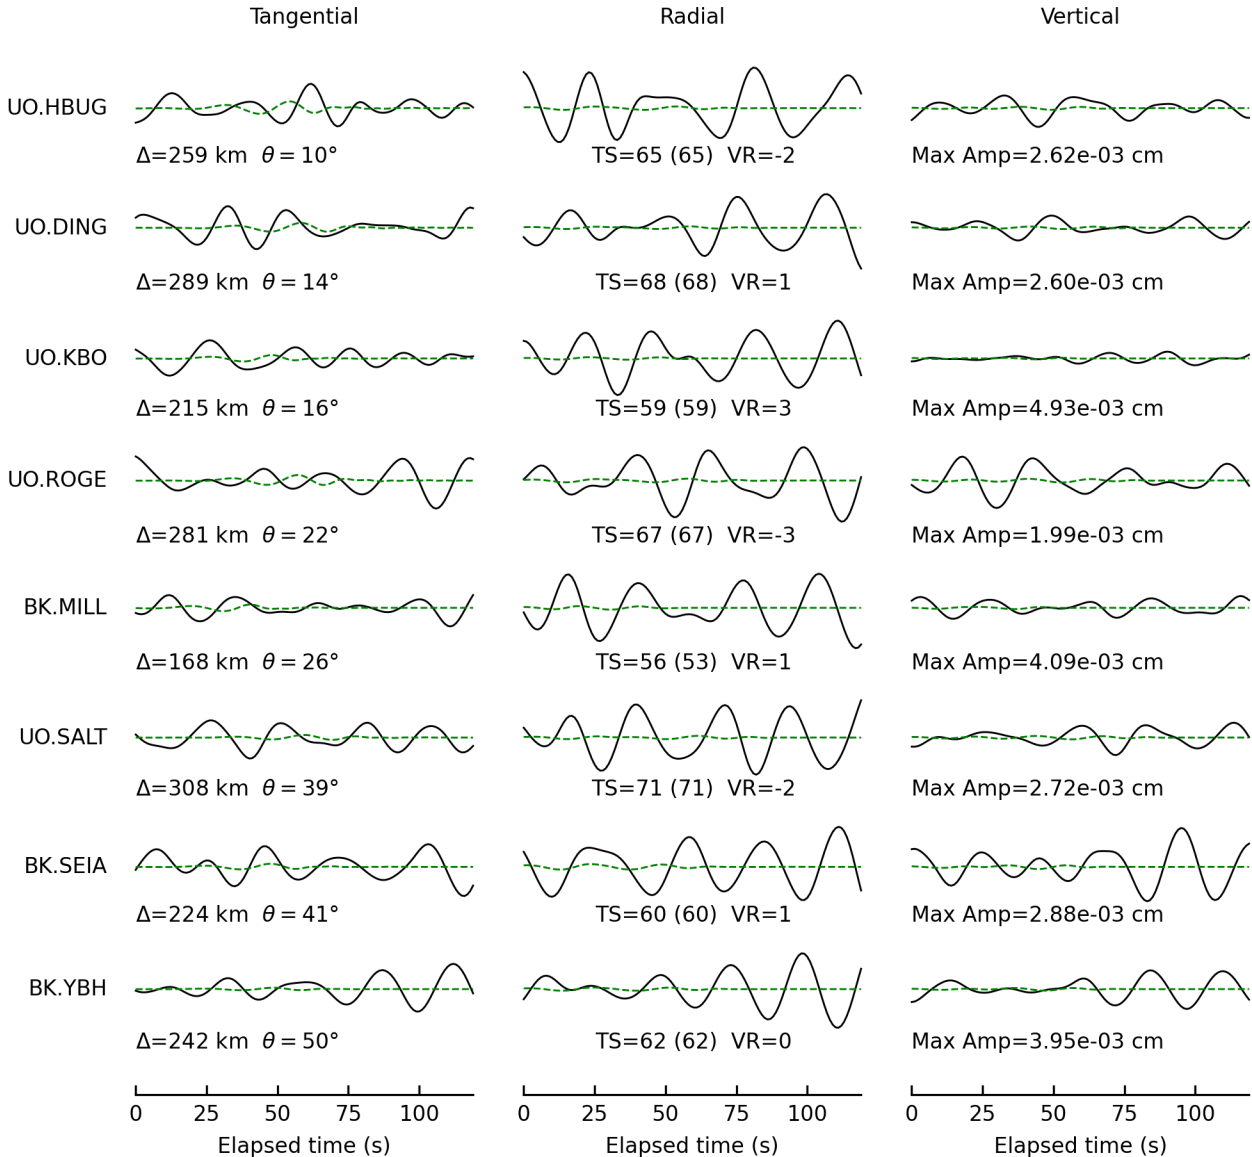 Tangential Radial Vertical
UO.HBUG
Δ=259 km θ = 10° TS=65 (65) VR=-2 Max Amp=2.62e-03 cm
UO.DING
Δ=289 km θ = 14° TS=68 (68) VR=1 Max Amp=2.60e-03 cm
UO.KBO
Δ=215 km θ = 16° TS=59 (59) VR=3 Max Amp=4.93e-03 cm
UO.ROGE
Δ=281 km θ = 22° TS=67 (67) VR=-3 Max Amp=1.99e-03 cm
BK.MILL
Δ=168 km θ = 26° TS=56 (53) VR=1 Max Amp=4.09e-03 cm
UO.SALT
Δ=308 km θ = 39° TS=71 (71) VR=-2 Max Amp=2.72e-03 cm
BK.SEIA
Δ=224 km θ = 41° TS=60 (60) VR=1 Max Amp=2.88e-03 cm
BK.YBH
Δ=242 km θ = 50° TS=62 (62) VR=0 Max Amp=3.95e-03 cm
0 25 50 75 100 0 25 50 75 100 0 25 50 75 100
Elapsed time (s) Elapsed time (s) Elapsed time (s)